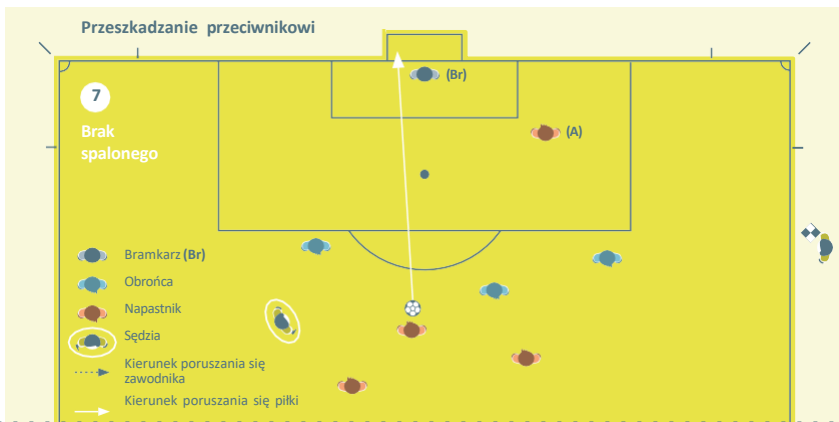 Przeszkadzanie przeciwnikowi
(Br)
7
(A)
Brak
spalonego
Bramkarz (Br)
Obrońca
Napastnik
Sędzia
Kierunek poruszania się
zawodnika
Kierunek poruszania się piłki